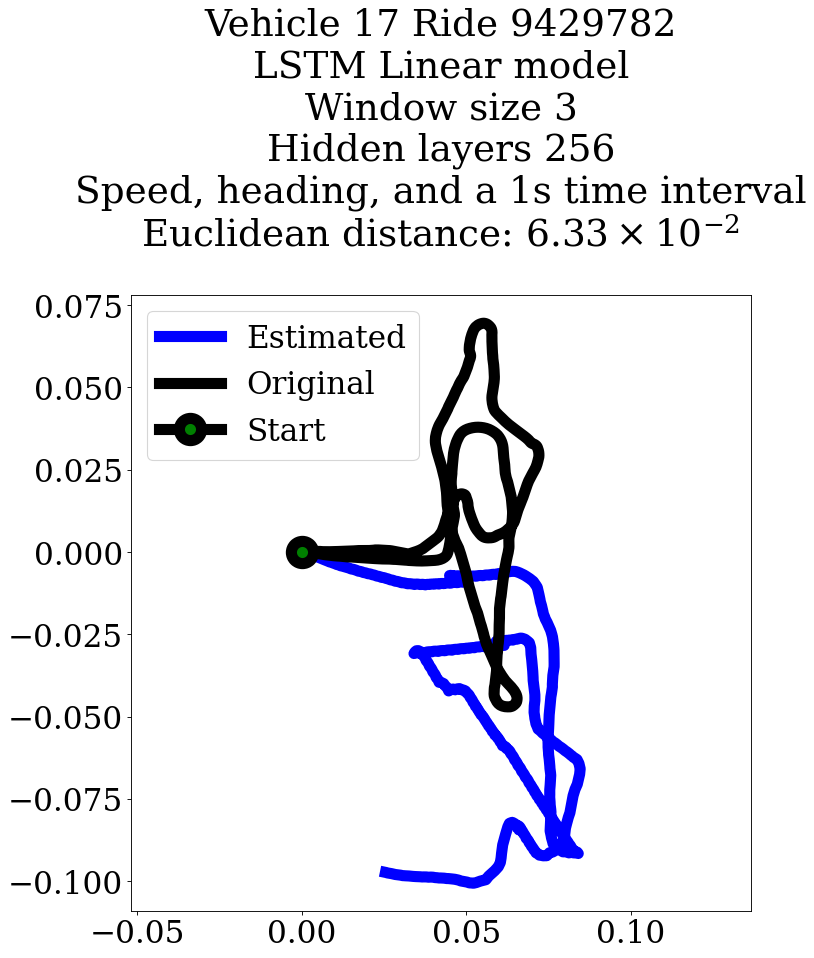 Vehicle 17 Ride 9429782
LSTM Linear model
Window size 3
Hidden layers 256
Speed, heading, and a 1s time interval
Euclidean distance: 6.33 × 10⁻²
Estimated
Original
Start
0.075
0.050
0.025
0.000
−0.025
−0.050
−0.075
−0.100
−0.05 0.00 0.05 0.10